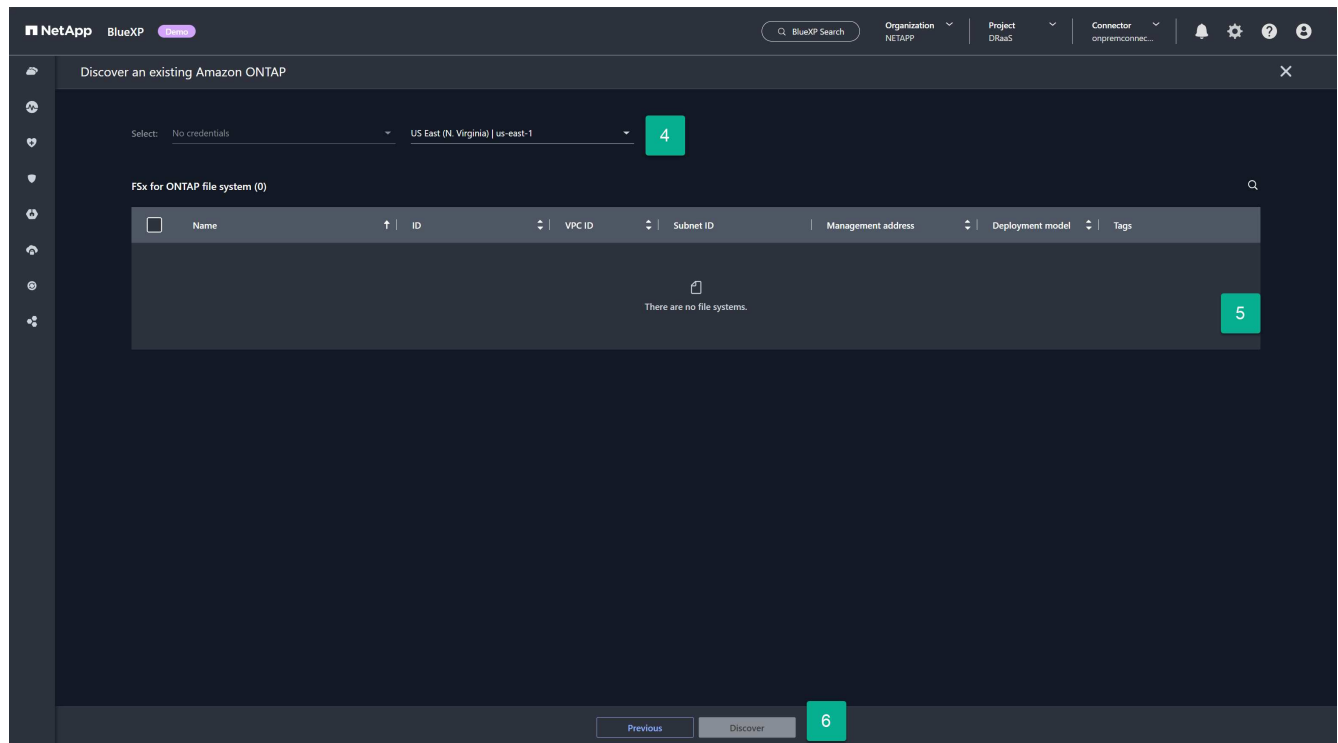 NetApp BlueXP Demo
BlueXP Search
Organization
NETAPP
Project
DRaaS
Connector
onpremconnec...
Discover an existing Amazon ONTAP
Select: No credentials
US East (N. Virginia) | us-east-1
4
FSx for ONTAP file system (0)
Name ID VPC ID Subnet ID Management address Deployment model Tags
There are no file systems.
5
Previous Discover
6